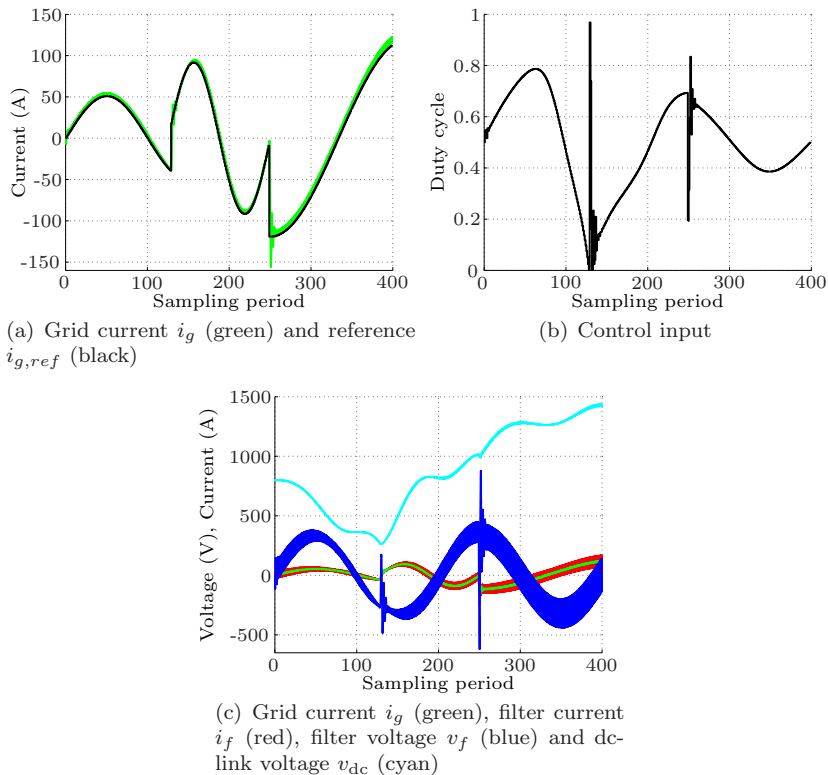 150
100
50
0
-50
-100
-150
Current (A)
0 100 200 300 400
Sampling period
(a) Grid current i_g (green) and reference
i_{g,ref} (black)
1
0.8
0.6
0.4
0.2
0
Duty cycle
0 100 200 300 400
Sampling period
(b) Control input
1500
1000
500
0
-500
Voltage (V), Current (A)
0 100 200 300 400
Sampling period
(c) Grid current i_g (green), filter current
i_f (red), filter voltage v_f (blue) and dc-
link voltage v_{dc} (cyan)